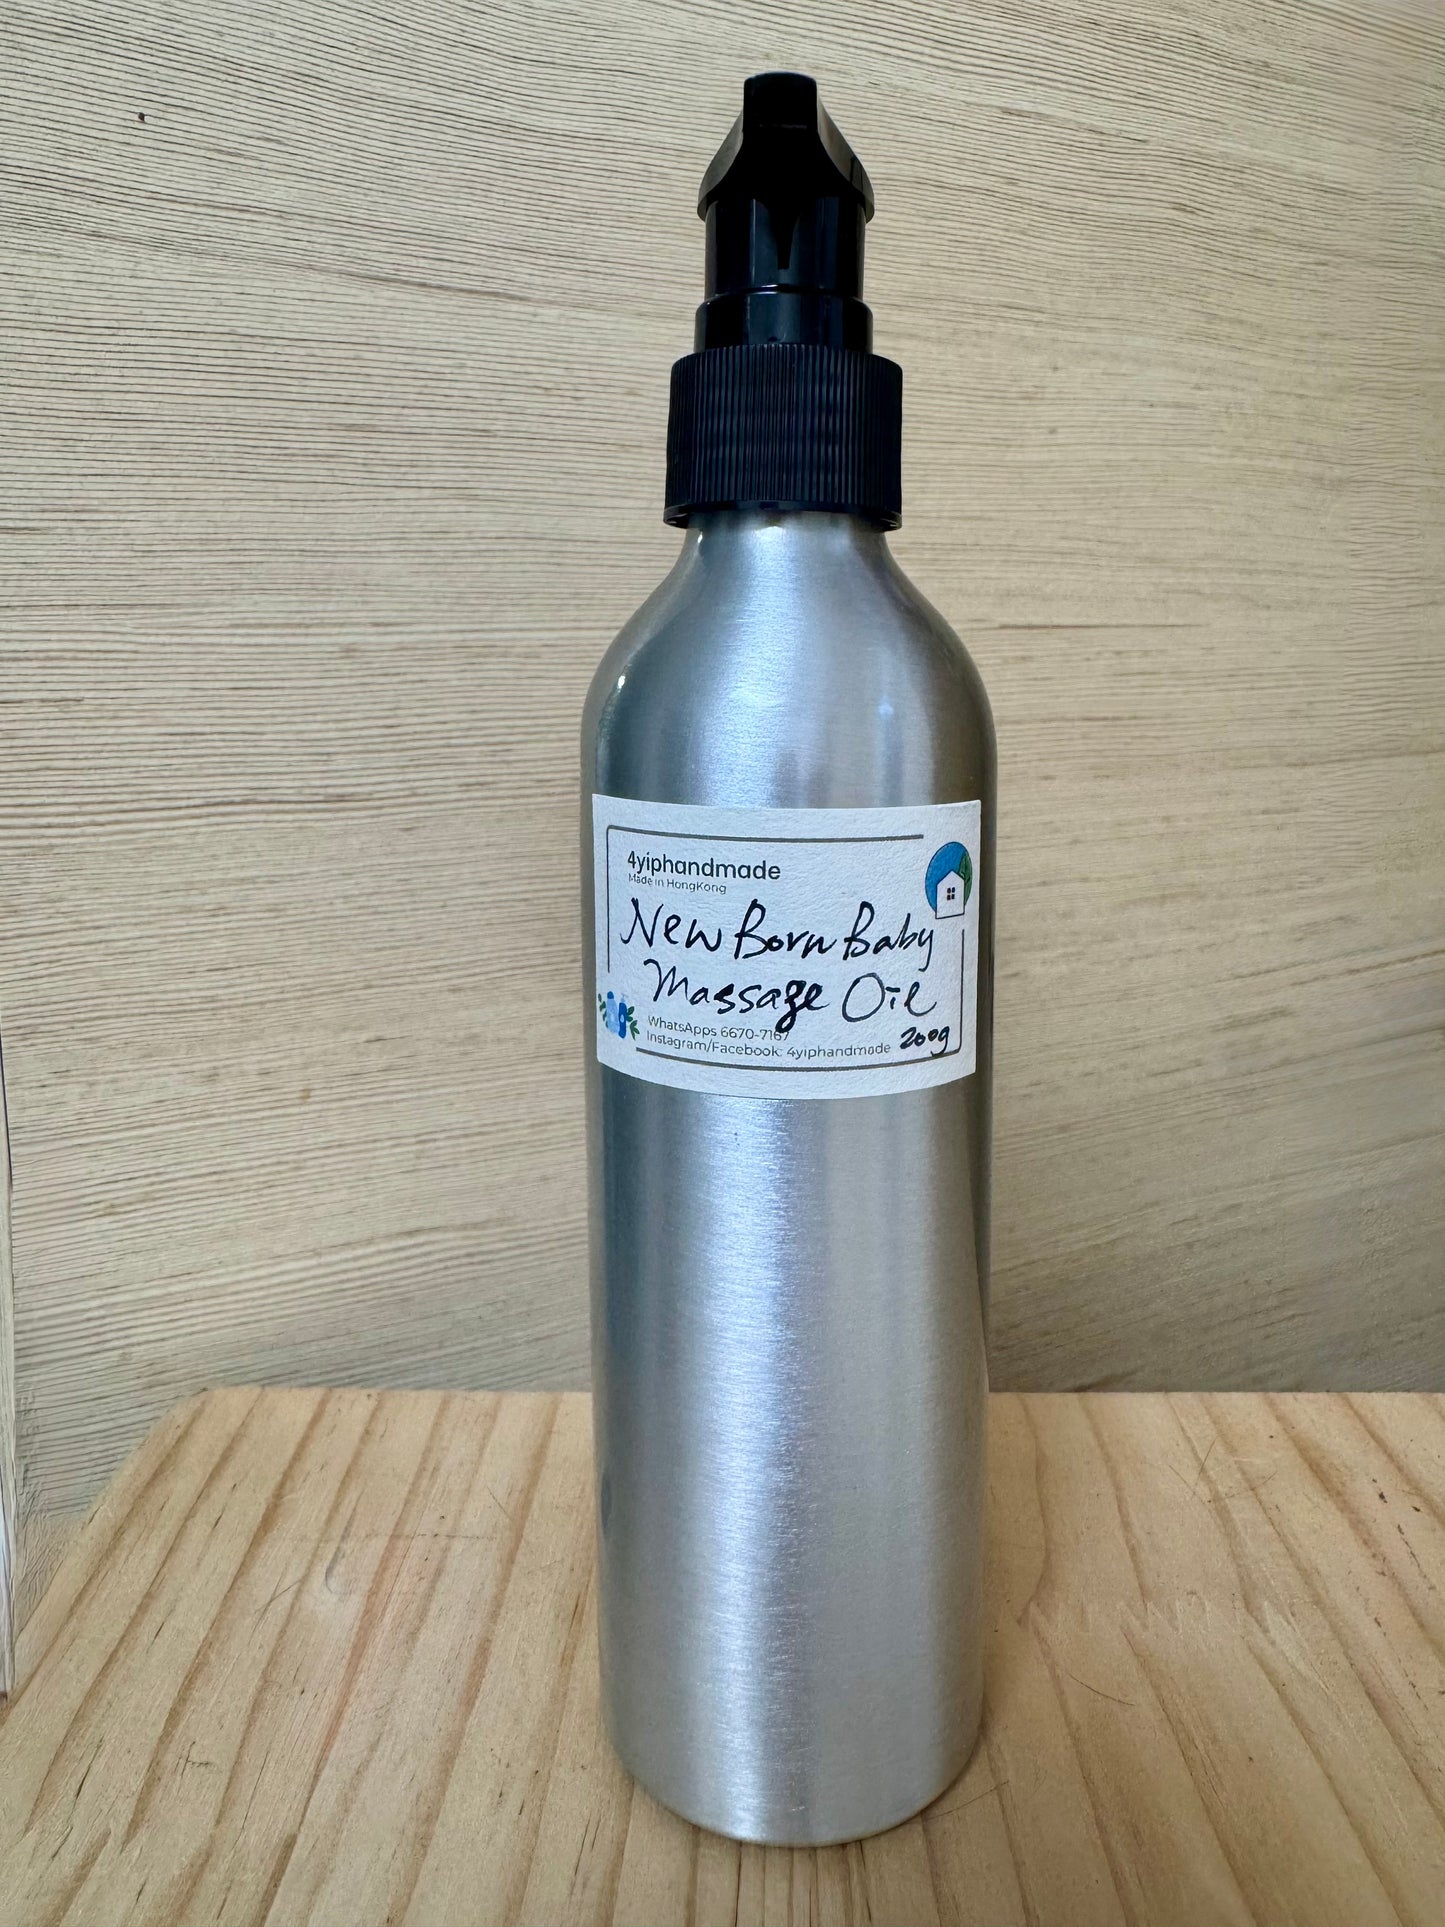 4yiphandmade
Made in HongKong
New Born Baby
Massage Oil
WhatsApps 6670-7167
Instagram/Facebook: 4yiphandmade
200g